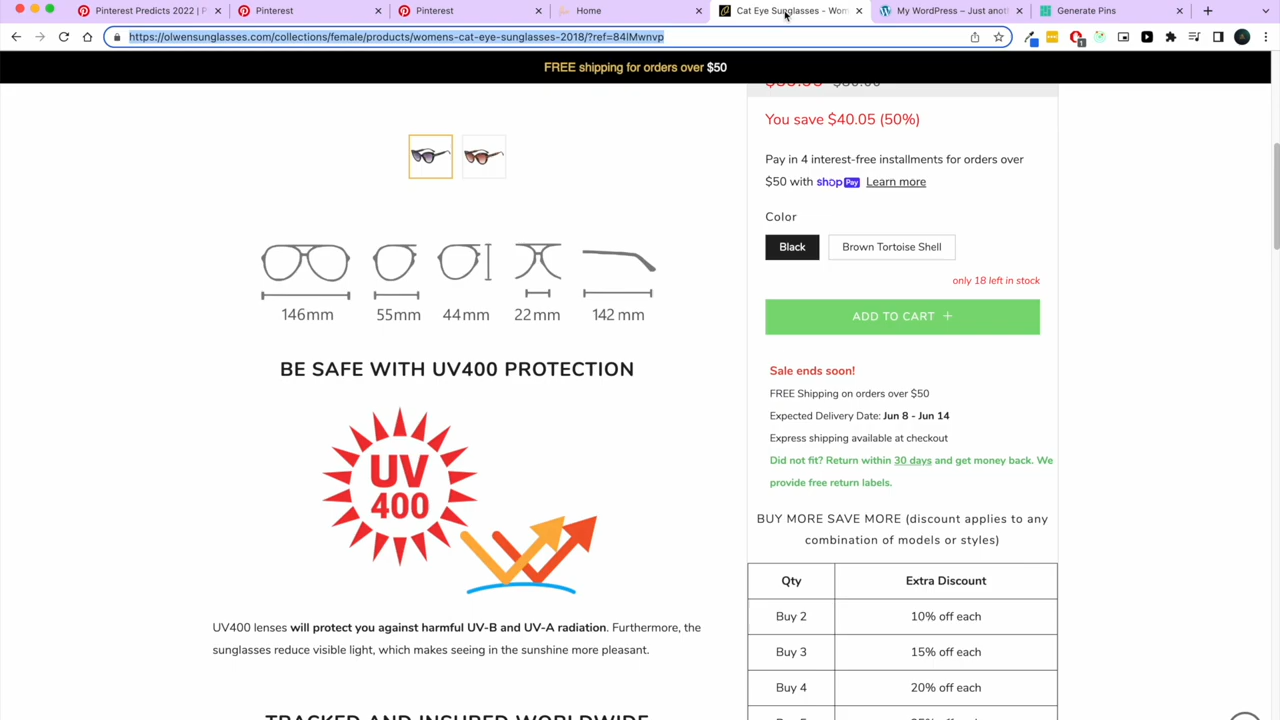 Pinterest Predicts 2022 | P
Pinterest
Pinterest
Home
Cat Eye Sunglasses - Wom
My WordPress – Just anoth
Generate Pins
https://olwensunglasses.com/collections/female/products/womens-cat-eye-sunglasses-2018/?ref=84lMwnvp
1
FREE shipping for orders over $50
You save $40.05 (50%)
Pay in 4 interest-free installments for orders over
$50 with shop Pay Learn more
Color
Black
Brown Tortoise Shell
only 18 left in stock
ADD TO CART +
146mm
55mm
44mm
22mm
142 mm
BE SAFE WITH UV400 PROTECTION
UV
400
Sale ends soon!
FREE Shipping on orders over $50
Expected Delivery Date: Jun 8 - Jun 14
Express shipping available at checkout
Did not fit? Return within 30 days and get money back. We
provide free return labels.
BUY MORE SAVE MORE (discount applies to any
combination of models or styles)
Qty Extra Discount
Buy 2 10% off each
Buy 3 15% off each
Buy 4 20% off each
UV400 lenses will protect you against harmful UV-B and UV-A radiation. Furthermore, the
sunglasses reduce visible light, which makes seeing in the sunshine more pleasant.
TRACKED AND INSURED WORLDWIDE